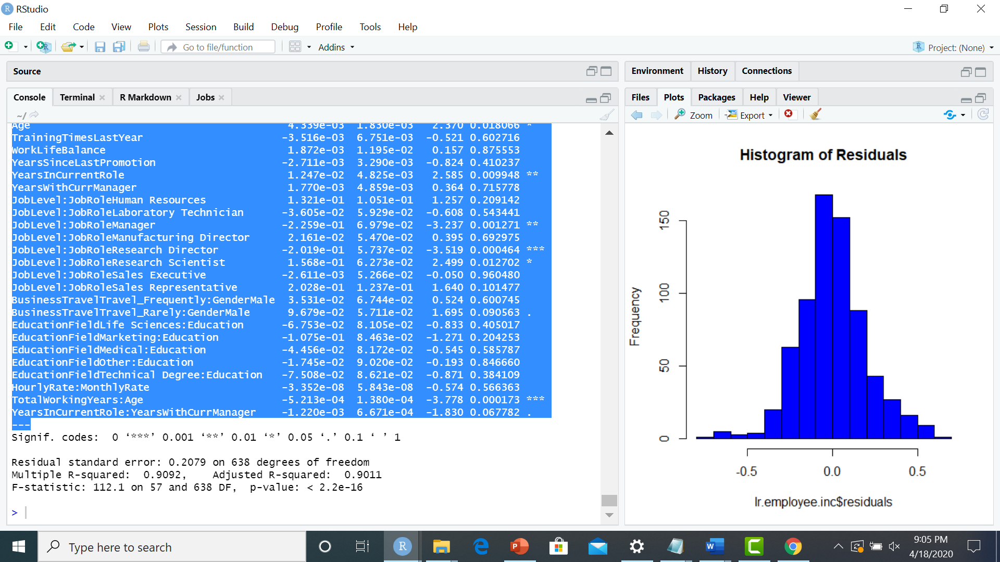 RStudio
File Edit Code View Plots Session Build Debug Profile Tools Help
Go to file/function Addins Project: (None)
Source
Console Terminal R Markdown Jobs
~/
Age 4.339e-03 1.830e-03 2.370 0.018066 *
TrainingTimesLastYear -3.516e-03 6.751e-03 -0.521 0.602716
WorkLifeBalance 1.872e-03 1.195e-02 0.157 0.875553
YearsSinceLastPromotion -2.711e-03 3.290e-03 -0.824 0.410237
YearsInCurrentRole 1.247e-02 4.825e-03 2.585 0.009948 **
YearsWithCurrManager 1.770e-03 4.859e-03 0.364 0.715778
JobLevel:JobRoleHuman Resources 1.321e-01 1.051e-01 1.257 0.209142
JobLevel:JobRoleLaboratory Technician -3.605e-02 5.929e-02 -0.608 0.543441
JobLevel:JobRoleManager -2.259e-01 6.979e-02 -3.237 0.001271 **
JobLevel:JobRoleManufacturing Director 2.161e-02 5.470e-02 0.395 0.692975
JobLevel:JobRoleResearch Director -2.019e-01 5.737e-02 -3.519 0.000464 ***
JobLevel:JobRoleResearch Scientist 1.568e-01 6.273e-02 2.499 0.012702 *
JobLevel:JobRoleSales Executive -2.611e-03 5.266e-02 -0.050 0.960480
JobLevel:JobRoleSales Representative 2.028e-01 1.237e-01 1.640 0.101477
BusinessTravelTravel_Frequently:GenderMale 3.531e-02 6.744e-02 0.524 0.600745
BusinessTravelTravel_Rarely:GenderMale 9.679e-02 5.711e-02 1.695 0.090563 .
EducationFieldLife Sciences:Education -6.753e-02 8.105e-02 -0.833 0.405017
EducationFieldMarketing:Education -1.075e-01 8.463e-02 -1.271 0.204253
EducationFieldMedical:Education -4.456e-02 8.172e-02 -0.545 0.585787
EducationFieldOther:Education -1.745e-02 9.020e-02 -0.193 0.846660
EducationFieldTechnical Degree:Education -7.508e-02 8.621e-02 -0.871 0.384109
HourlyRate:MonthlyRate -3.352e-08 5.843e-08 -0.574 0.566363
TotalWorkingYears:Age -5.213e-04 1.380e-04 -3.778 0.000173 ***
YearsInCurrentRole:YearsWithCurrManager -1.220e-03 6.671e-04 -1.830 0.067782 .
---
Signif. codes: 0 ‘***’ 0.001 ‘**’ 0.01 ‘*’ 0.05 ‘.’ 0.1 ‘ ’ 1
Residual standard error: 0.2079 on 638 degrees of freedom
Multiple R-squared: 0.9092, Adjusted R-squared: 0.9011
F-statistic: 112.1 on 57 and 638 DF, p-value: < 2.2e-16
>
Environment History Connections
Files Plots Packages Help Viewer
Zoom Export
Histogram of Residuals
150
100
50
0
Frequency
-0.5 0.0 0.5
lr.employee.inc$residuals
Type here to search
9:05 PM
4/18/2020